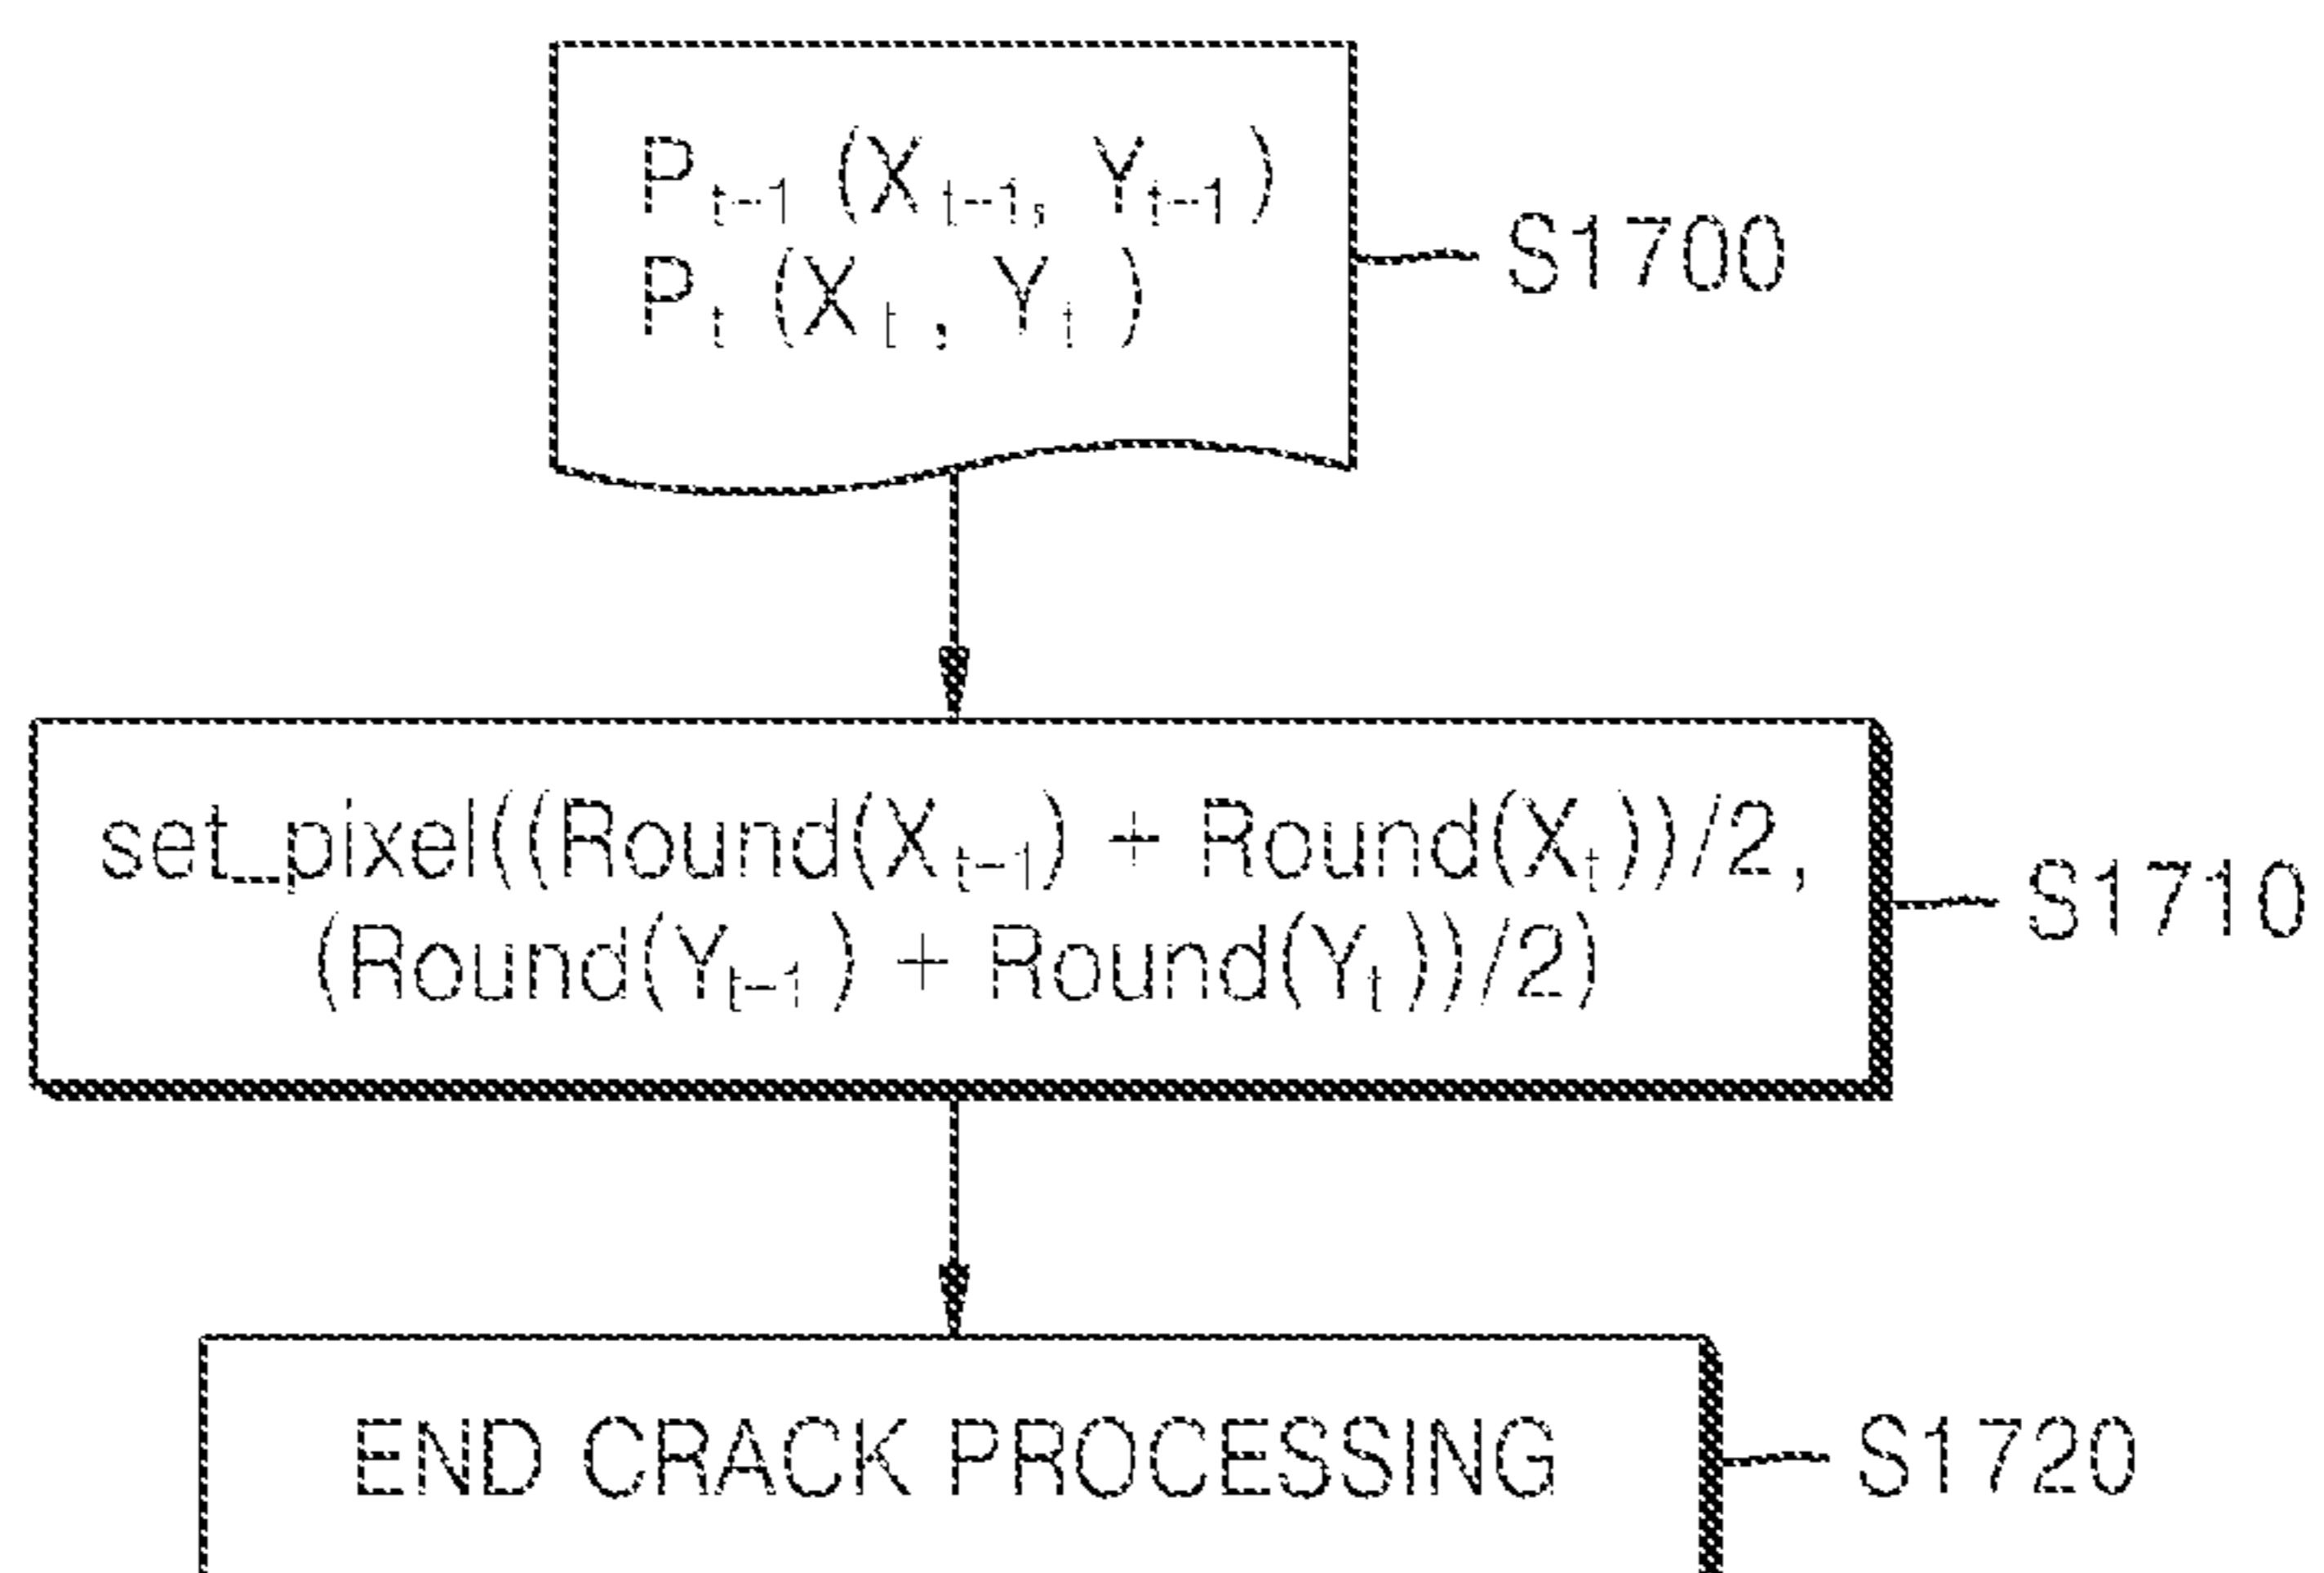 P_{t-1} (X_{t-1}, Y_{t-1})
P_t (X_t, Y_t)
S1700
set_pixel((Round(X_{t-1}) + Round(X_t))/2,
(Round(Y_{t-1}) + Round(Y_t))/2)
S1710
END CRACK PROCESSING
S1720